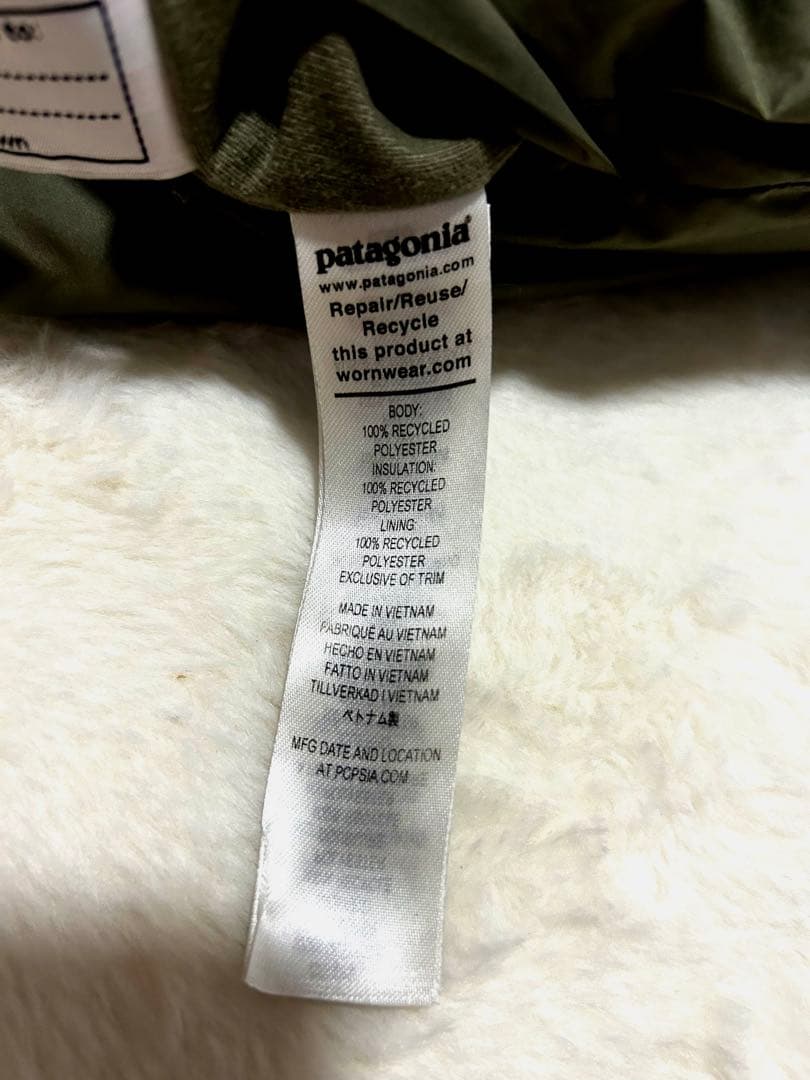 patagonia®
www.patagonia.com
Repair/Reuse/
Recycle
this product at
wornwear.com
BODY:
100% RECYCLED
POLYESTER
INSULATION:
100% RECYCLED
POLYESTER
LINING:
100% RECYCLED
POLYESTER
EXCLUSIVE OF TRIM
MADE IN VIETNAM
FABRIQUÉ AU VIETNAM
HECHO EN VIETNAM
FATTO IN VIETNAM
TILLVERKAD I VIETNAM
ベトナム製
MFG DATE AND LOCATION
AT PCPSIA.COM